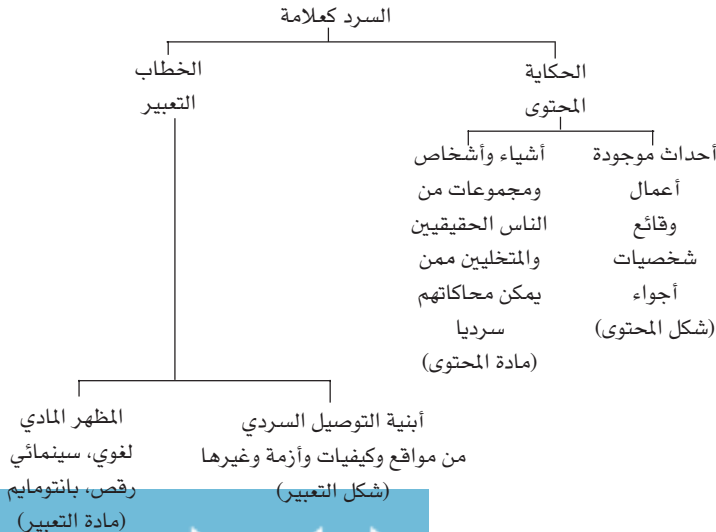 السرد كعلامة
الحكاية
المحتوى
أحداث موجودة
أعمال
وقائع
شخصيات
أجواء
(شكل المحتوى)
أشياء وأشخاص
ومجموعات من
الناس الحقيقيين
والمتخليين ممن
يمكن محاكاتهم
سرديا
(مادة المحتوى)
الخطاب
التعبير
أبنية التوصيل السردي
من مواقع وكيفيات وأزمة وغيرها
(شكل التعبير)
المظهر المادي
لغوي، سينمائي
رقص، بانتومايم
(مادة التعبير)